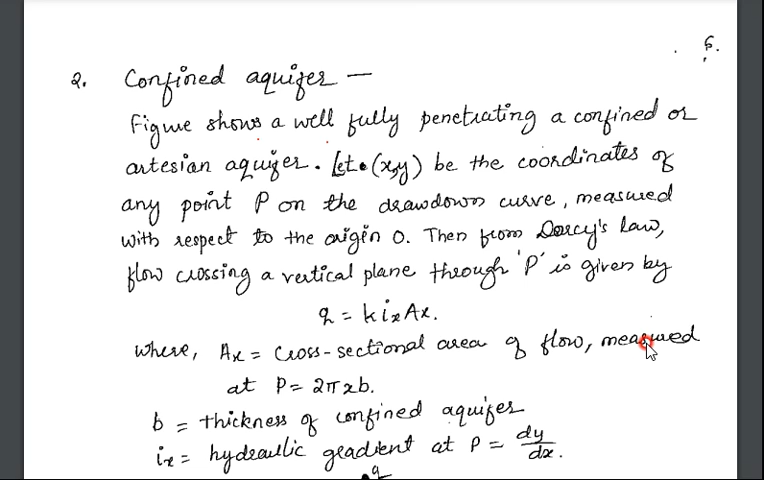 6.
2. Confined aquifer —
Figure shows a well fully penetrating a confined or
artesian aquifer. Let (x,y) be the coordinates of
any point P on the drawdown curve, measured
with respect to the origin O. Then from Darcy's law,
flow crossing a vertical plane through 'P' is given by
q = k iₓ Aₓ.
where, Aₓ = cross-sectional area of flow, measured
at P = 2πxb.
b = thickness of confined aquifer
iₓ = hydraulic gradient at P = dy/dx.